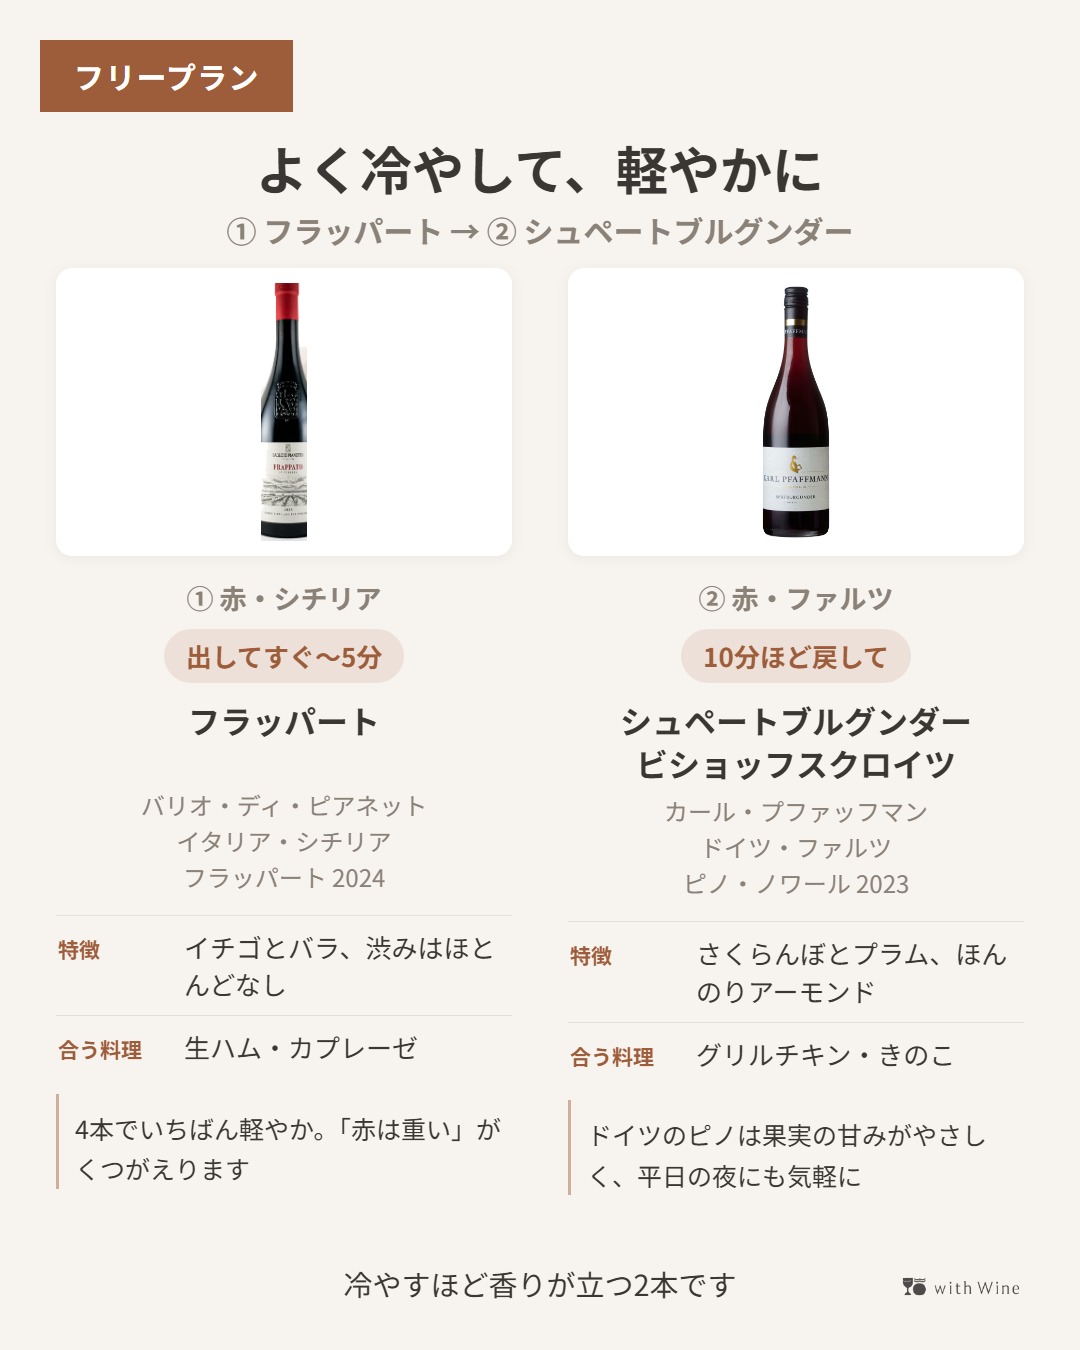 フリープラン
よく冷やして、軽やかに
① フラッパート → ② シュペートブルグンダー
FRAPPATO
KARL PFAFFMANN
SPÄTBURGUNDER
① 赤・シチリア
出してすぐ〜5分
フラッパート
バリオ・ディ・ピアネット
イタリア・シチリア
フラッパート 2024
特徴
イチゴとバラ、渋みはほと
んどなし
合う料理
生ハム・カプレーゼ
4本でいちばん軽やか。「赤は重い」が
くつがえります
② 赤・ファルツ
10分ほど戻して
シュペートブルグンダー
ビショッフスクロイツ
カール・プファッフマン
ドイツ・ファルツ
ピノ・ノワール 2023
特徴
さくらんぼとプラム、ほん
のりアーモンド
合う料理
グリルチキン・きのこ
ドイツのピノは果実の甘みがやさし
く、平日の夜にも気軽に
冷やすほど香りが立つ2本です
with Wine